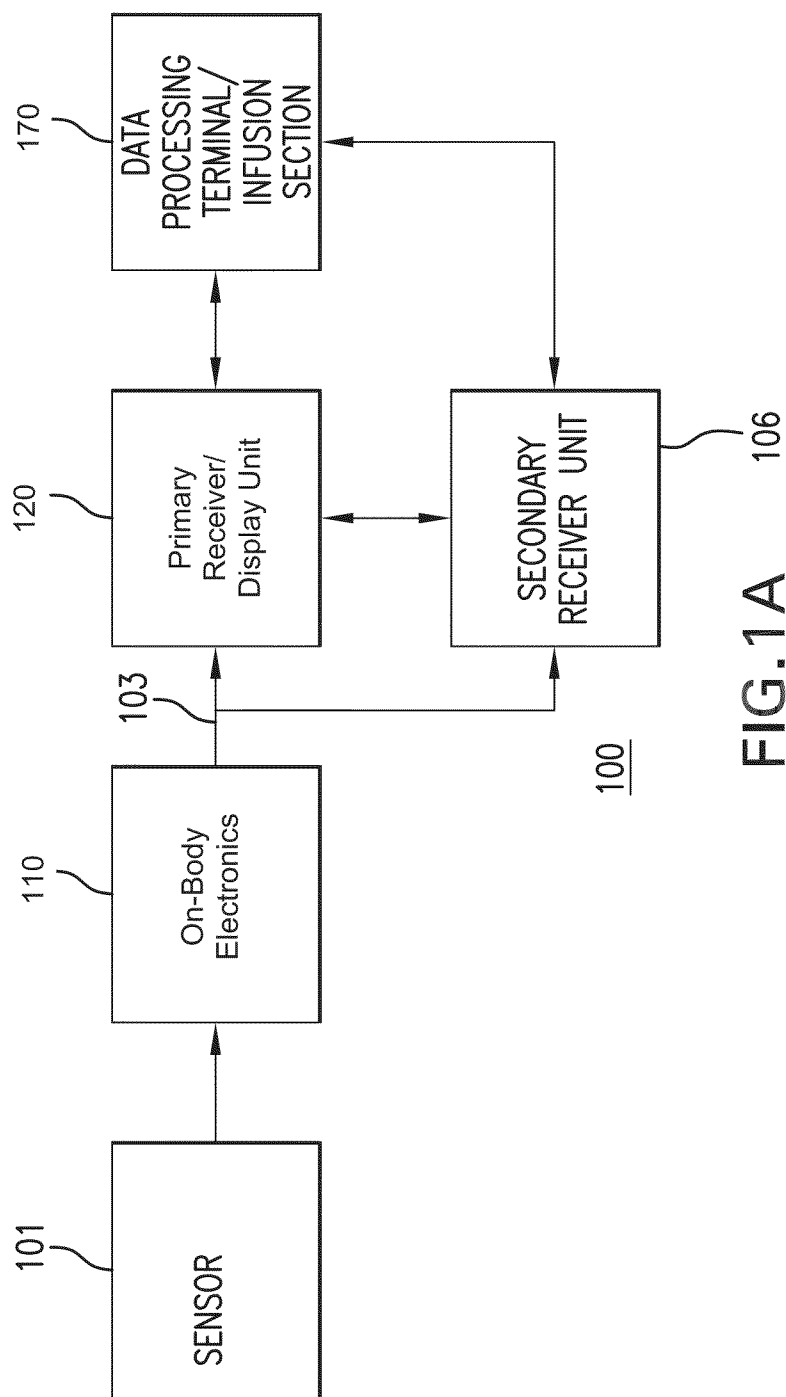 101
SENSOR
110
On-Body
Electronics
103
120
Primary
Receiver/
Display Unit
170
DATA
PROCESSING
TERMINAL/
INFUSION
SECTION
SECONDARY
RECEIVER UNIT
106
100
FIG.1A